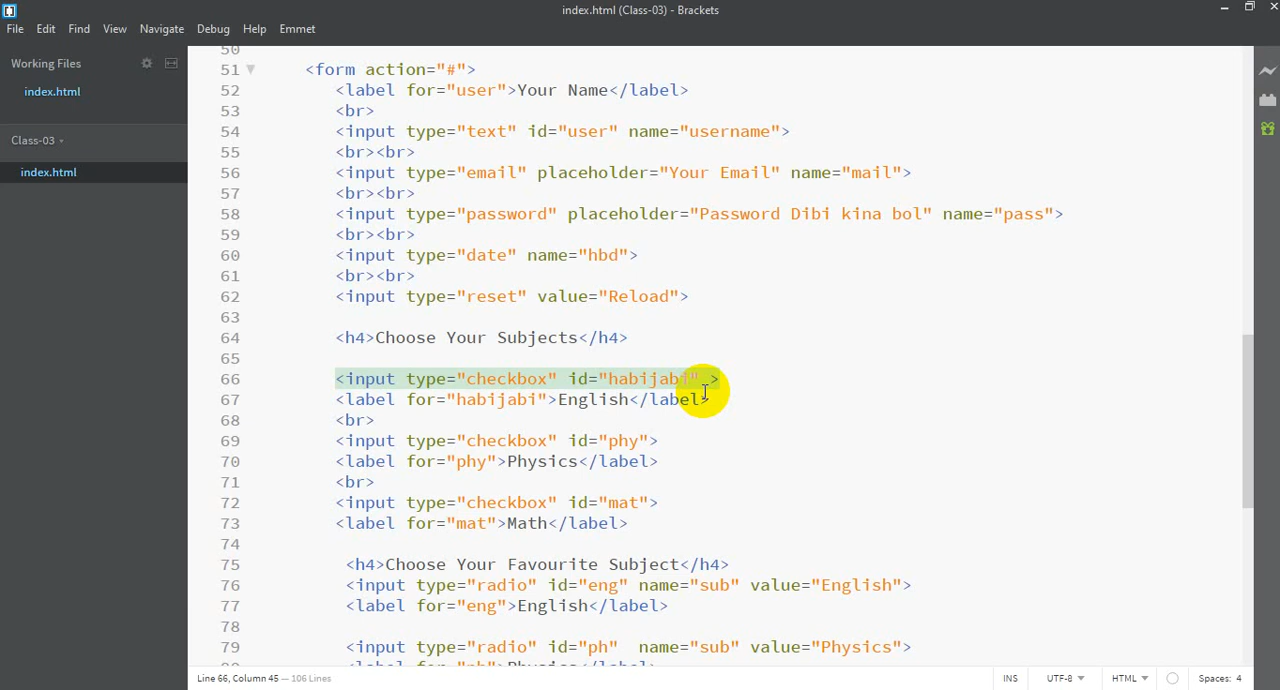 index.html (Class-03) - Brackets
File Edit Find View Navigate Debug Help Emmet
Working Files
index.html
Class-03
index.html
50
51 <form action="#">
52 <label for="user">Your Name</label>
53 <br>
54 <input type="text" id="user" name="username">
55 <br><br>
56 <input type="email" placeholder="Your Email" name="mail">
57 <br><br>
58 <input type="password" placeholder="Password Dibi kina bol" name="pass">
59 <br><br>
60 <input type="date" name="hbd">
61 <br><br>
62 <input type="reset" value="Reload">
63
64 <h4>Choose Your Subjects</h4>
65
66 <input type="checkbox" id="habijabi" >
67 <label for="habijabi">English</label>
68 <br>
69 <input type="checkbox" id="phy">
70 <label for="phy">Physics</label>
71 <br>
72 <input type="checkbox" id="mat">
73 <label for="mat">Math</label>
74
75 <h4>Choose Your Favourite Subject</h4>
76 <input type="radio" id="eng" name="sub" value="English">
77 <label for="eng">English</label>
78
79 <input type="radio" id="ph"  name="sub" value="Physics">
80 <label for="ph">Physics</label>
Line 66, Column 45 — 106 Lines INS UTF-8 HTML Spaces: 4